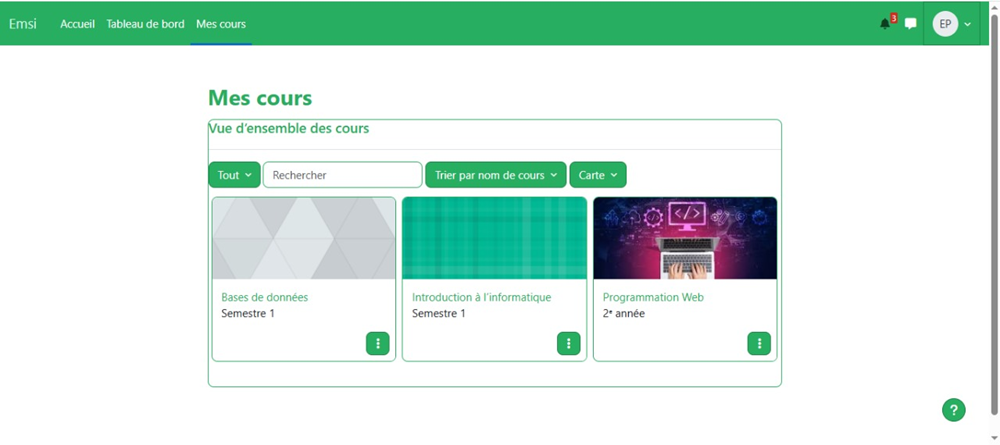 Emsi Accueil Tableau de bord Mes cours 3 EP
Mes cours
Vue d'ensemble des cours
Tout Rechercher Trier par nom de cours Carte
</>
Bases de données
Semestre 1
Introduction à l'informatique
Semestre 1
Programmation Web
2ᵉ année
?